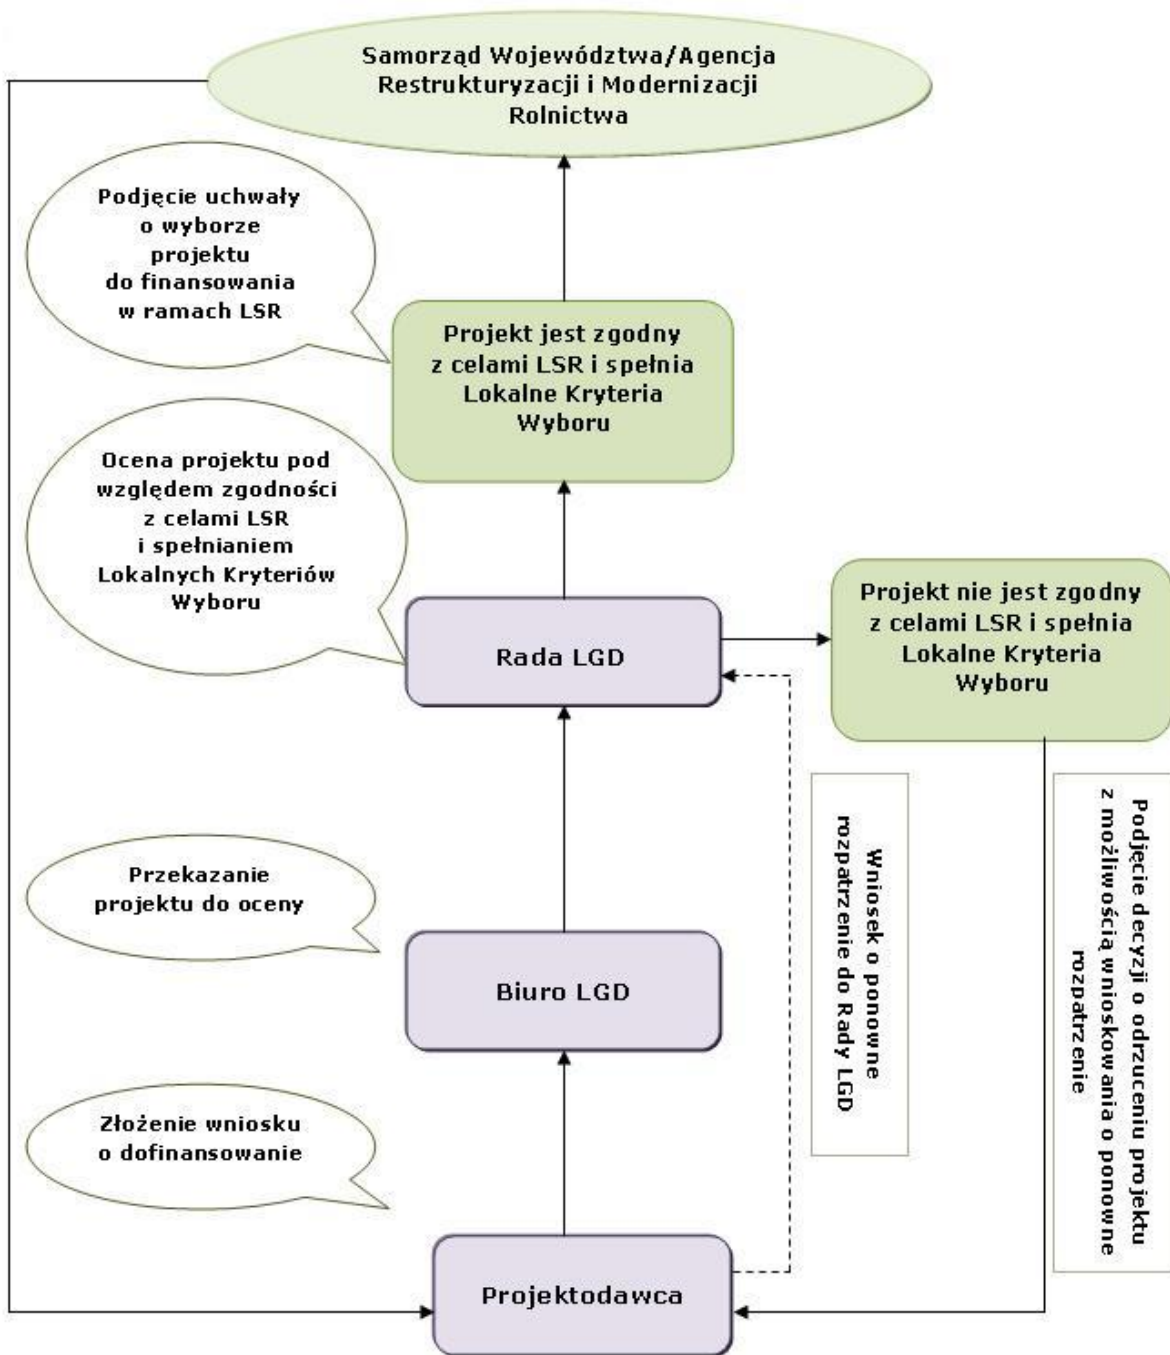 Samorząd Województwa/Agencja
Restrukturyzacji i Modernizacji
Rolnictwa
Podjęcie uchwały
o wyborze
projektu
do finansowania
w ramach LSR
Projekt jest zgodny
z celami LSR i spełnia
Lokalne Kryteria
Wyboru
Ocena projektu pod
względem zgodności
z celami LSR
i spełnianiem
Lokalnych Kryteriów
Wyboru
Projekt nie jest zgodny
z celami LSR i spełnia
Lokalne Kryteria
Wyboru
Rada LGD
Wniosek o ponowne
rozpatrzenie do Rady LGD
Podjęcie decyzji o odrzuceniu projektu
z możliwością wnioskowania o ponowne
rozpatrzenie
Przekazanie
projektu do oceny
Biuro LGD
Złożenie wniosku
o dofinansowanie
Projektodawca